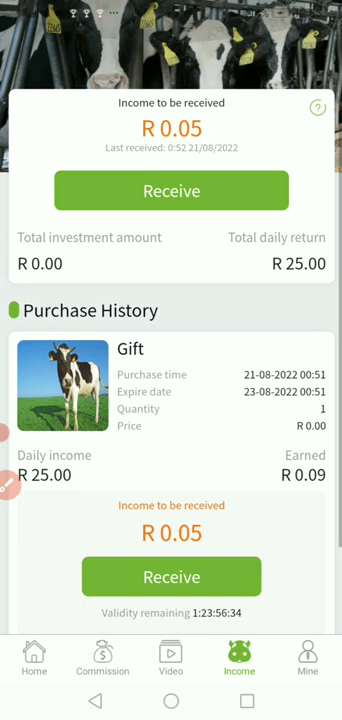 Income to be received
R 0.05
Last received: 0:52 21/08/2022
Receive
Total investment amount
Total daily return
R 0.00
R 25.00
Purchase History
Gift
Purchase time
21-08-2022 00:51
Expire date
23-08-2022 00:51
Quantity
1
Price
R 0.00
Daily income
Earned
R 25.00
R 0.09
Income to be received
R 0.05
Receive
Validity remaining 1:23:56:34
Home
Commission
Video
Income
Mine